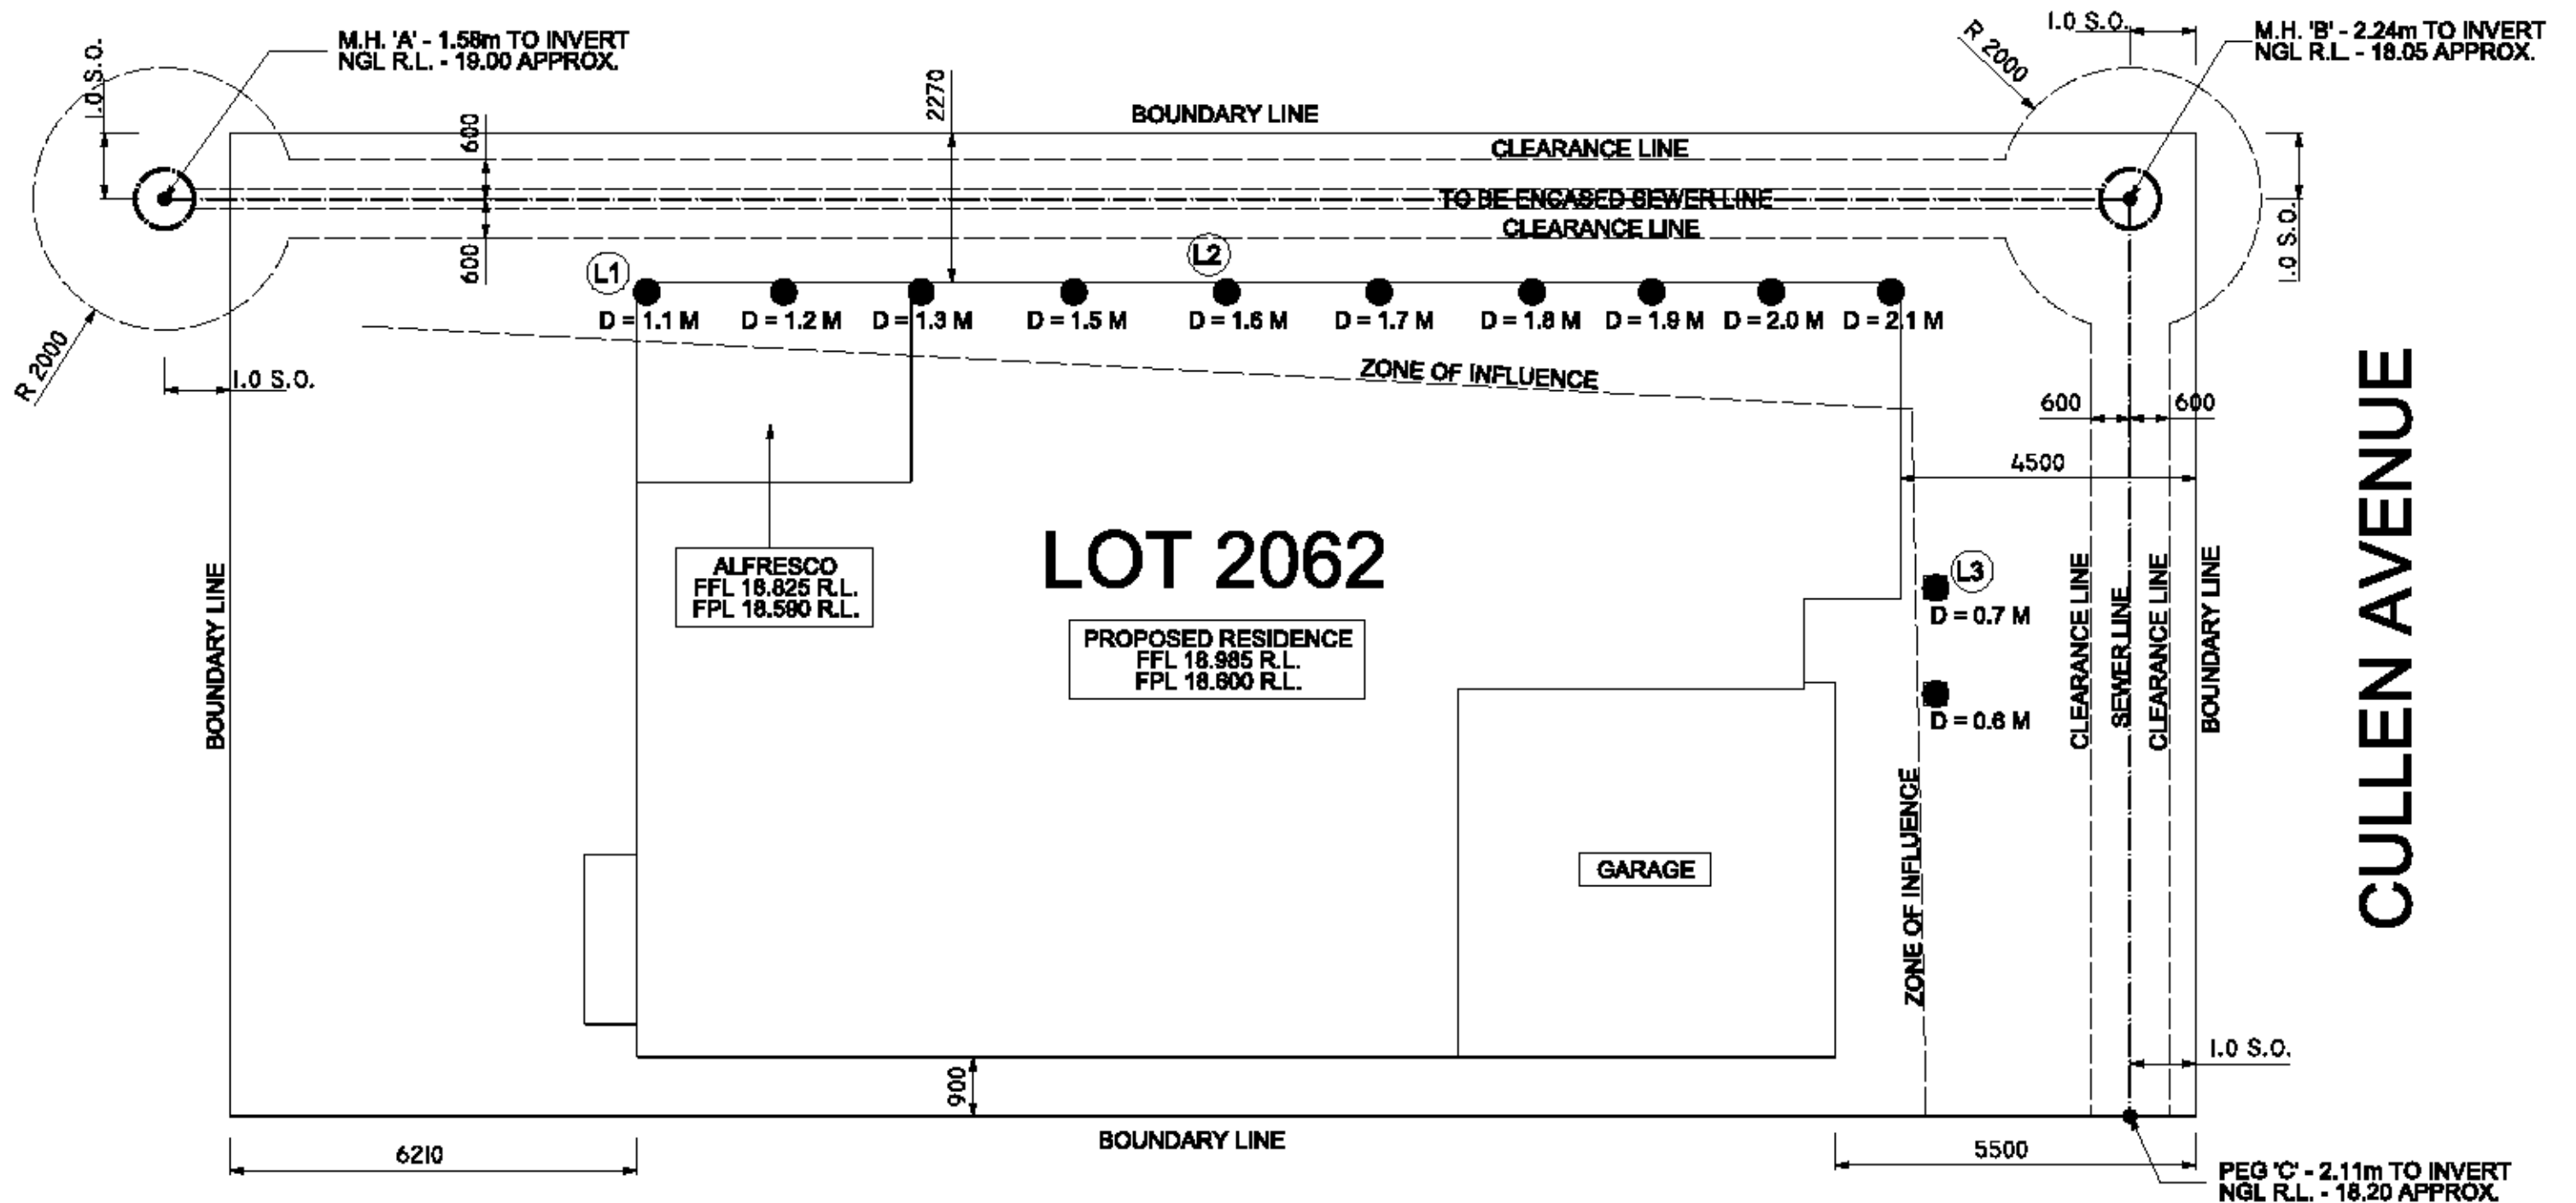 M.H. 'A' - 1.58m TO INVERT
NGL R.L. - 19.00 APPROX.
1.0 S.O.
R 2000
1.0 S.O.
M.H. 'B' - 2.24m TO INVERT
NGL R.L. - 18.05 APPROX.
1.0 S.O.
R 2000
1.0 S.O.
BOUNDARY LINE
2270
600
600
CLEARANCE LINE
TO BE ENCASED SEWER LINE
CLEARANCE LINE
L1
L2
D = 1.1 M
D = 1.2 M
D = 1.3 M
D = 1.5 M
D = 1.6 M
D = 1.7 M
D = 1.8 M
D = 1.9 M
D = 2.0 M
D = 2.1 M
ZONE OF INFLUENCE
600
600
4500
LOT 2062
ALFRESCO
FFL 18.825 R.L.
FPL 18.590 R.L.
PROPOSED RESIDENCE
FFL 18.985 R.L.
FPL 18.600 R.L.
L3
D = 0.7 M
D = 0.6 M
BOUNDARY LINE
CLEARANCE LINE
SEWER LINE
CLEARANCE LINE
BOUNDARY LINE
CULLEN AVENUE
GARAGE
ZONE OF INFLUENCE
900
1.0 S.O.
BOUNDARY LINE
6210
5500
PEG 'C' - 2.11m TO INVERT
NGL R.L. - 18.20 APPROX.